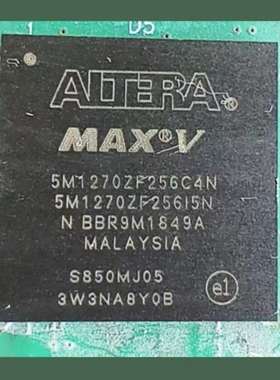 D5
ALTERA
MAX® V
5M1270ZF256C4N
5M1270ZF256I5N
N BBR9M1849A
MALAYSIA
S850MJ05
3W3NA8Y0B
e1